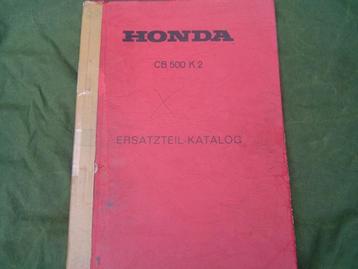 HONDA
CB 500 K 2
ERSATZTEIL-KATALOG